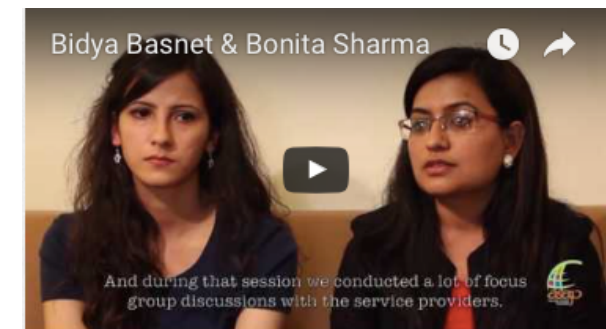 Bidya Basnet & Bonita Sharma
And during that session we conducted a lot of focus
group discussions with the service providers.